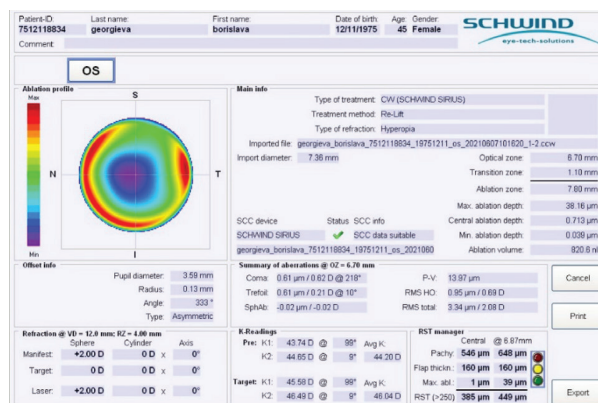 Patient-ID: Last name: First name: Date of birth Age: Gender:
7512118834 georgieva borislava 12/11/1975 45 Female
Comment:
SCHWIND
eye-tech-solutions
OS
Ablation profile
Max
S
N
T
I
Min
Main info
Type of treatment: CW (SCHWIND SIRIUS)
Treatment method: Re-Lift
Type of refraction: Hyperopia
Imported file: georgieva_borislava_7512118834_19751211_os_20210607101620_1-2.ccw
Import diameter: 7.36 mm
Optical zone: 6.70 mm
Transition zone: 1.10 mm
Ablation zone: 7.80 mm
Max. ablation depth: 38.16 µm
SCC device Status SCC info Central ablation depth: 0.713 µm
SCHWIND SIRIUS SCC data suitable Min. ablation depth: 0.039 µm
georgieva_borislava_7512118834_19751211_os_2021060 Ablation volume: 820.6 nl
Offset info
Pupil diameter: 3.59 mm
Radius: 0.13 mm
Angle: 333 °
Type: Asymmetric
Summary of aberrations @ OZ = 6.70 mm
Coma: 0.61 µm / 0.62 D @ 218° P-V: 13.97 µm
Trefoil: 0.61 µm / 0.21 D @ 10° RMS HO: 0.95 µm / 0.69 D
SphAb: -0.02 µm / -0.02 D RMS total: 3.34 µm / 2.08 D
Cancel
Print
Export
Refraction @ VD = 12.0 mm; RZ = 4.00 mm
Sphere Cylinder Axis
Manifest: +2.00 D 0 D x 0°
Target: 0 D 0 D x 0°
Laser: +2.00 D 0 D x 0°
K-Readings
Pre: K1: 43.74 D @ 99° Avg K:
K2: 44.65 D @ 9° 44.20 D
Target: K1: 45.58 D @ 99° Avg K:
K2: 46.49 D @ 9° 46.04 D
RST manager
Central @ 6.87mm
Pachy: 546 µm 648 µm
Flap thickn.: 160 µm 160 µm
Max. abl.: 1 µm 39 µm
RST (>250) 385 µm 449 µm